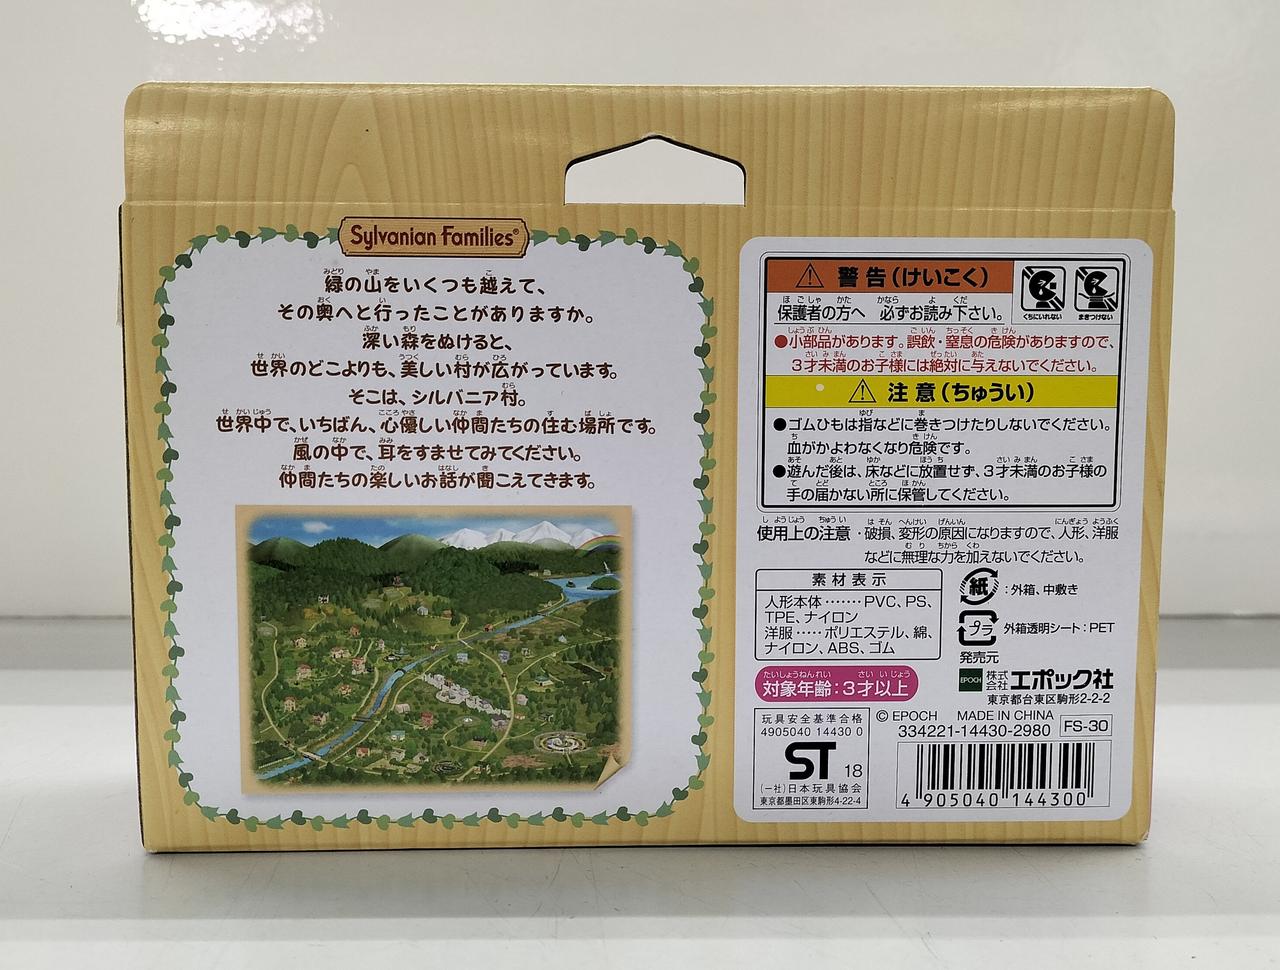 Sylvanian Families®
緑の山をいくつも越えて、
その奥へと行ったことがありますか。
深い森をぬけると、
世界のどこよりも、美しい村が広がっています。
そこは、シルバニア村。
世界中で、いちばん、心優しい仲間たちの住む場所です。
風の中で、耳をすませてみてください。
仲間たちの楽しいお話が聞こえてきます。
⚠ 警告(けいこく)
くちにいれない
まきつけない
保護者の方へ 必ずお読み下さい。
●小部品があります。誤飲・窒息の危険がありますので、
3才未満のお子様には絶対に与えないでください。
⚠ 注意(ちゅうい)
●ゴムひもは指などに巻きつけたりしないでください。
血がかよわなくなり危険です。
●遊んだ後は、床などに放置せず、3才未満のお子様の
手の届かない所に保管してください。
使用上の注意・破損、変形の原因になりますので、人形、洋服
などに無理な力を加えないでください。
素材表示
人形本体……PVC、PS、
TPE、ナイロン
洋服……ポリエステル、綿、
ナイロン、ABS、ゴム
紙:外箱、中敷き
プラ 外箱透明シート:PET
対象年齢:3才以上
発売元
EPOCH 株式会社エポック社
東京都台東区駒形2-2-2
玩具安全基準合格
4905040 14430 0
ST 18
(一社)日本玩具協会
東京都墨田区東駒形4-22-4
© EPOCH MADE IN CHINA
334221-14430-2980 FS-30
4 905040 144300